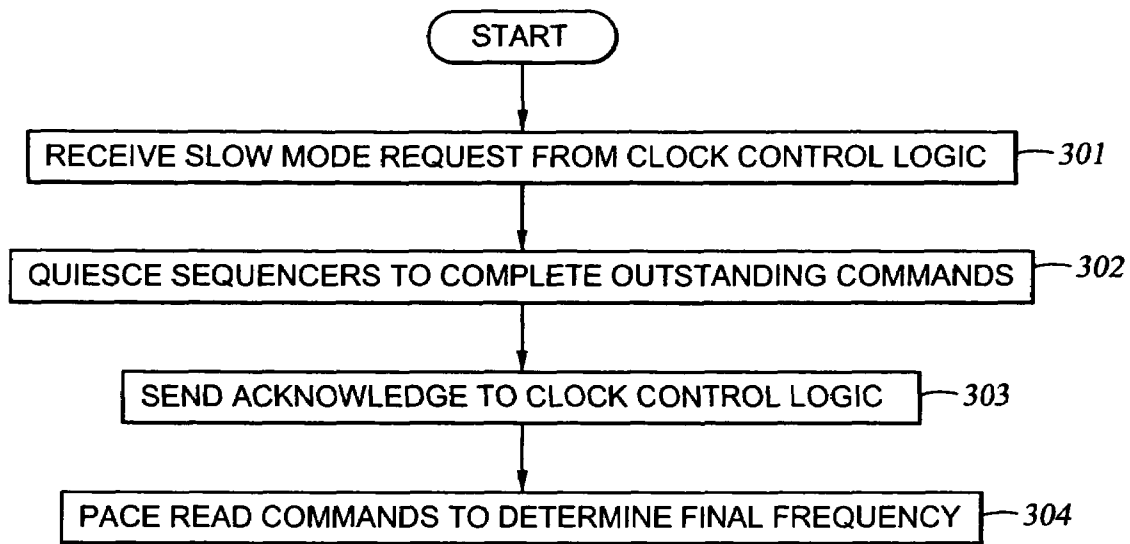 START
RECEIVE SLOW MODE REQUEST FROM CLOCK CONTROL LOGIC 301
QUIESCE SEQUENCERS TO COMPLETE OUTSTANDING COMMANDS 302
SEND ACKNOWLEDGE TO CLOCK CONTROL LOGIC 303
PACE READ COMMANDS TO DETERMINE FINAL FREQUENCY 304